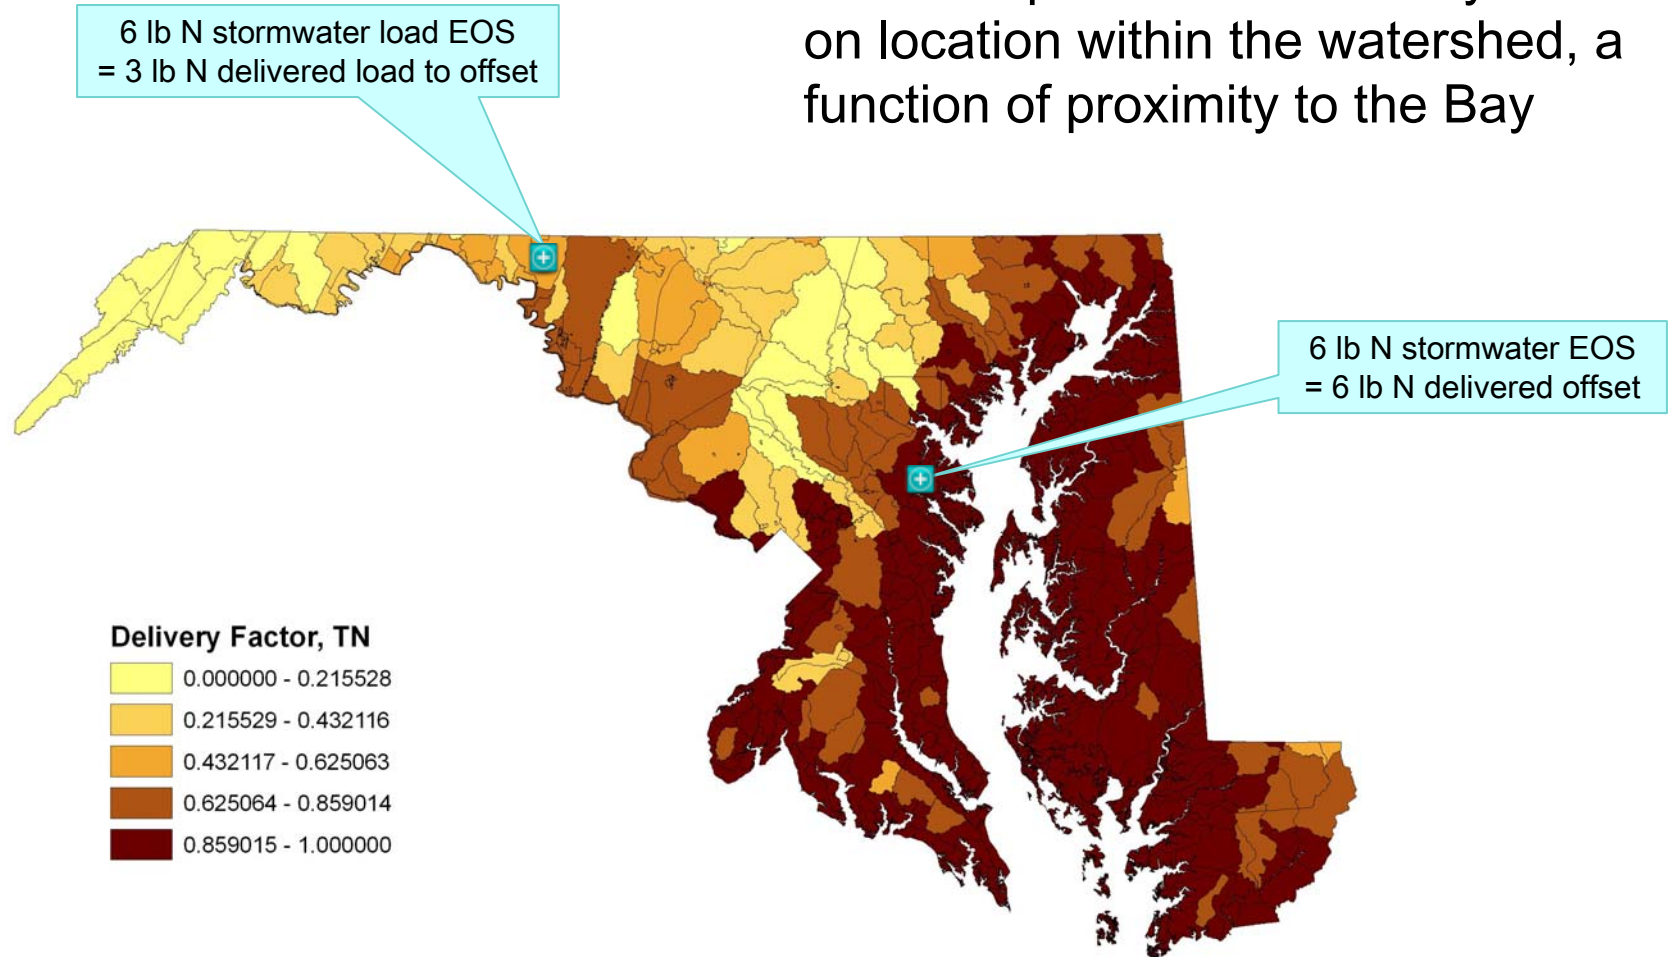 on location within the watershed, a
function of proximity to the Bay
6 lb N stormwater load EOS
= 3 lb N delivered load to offset
6 lb N stormwater EOS
= 6 lb N delivered offset
Delivery Factor, TN
0.000000 - 0.215528
0.215529 - 0.432116
0.432117 - 0.625063
0.625064 - 0.859014
0.859015 - 1.000000